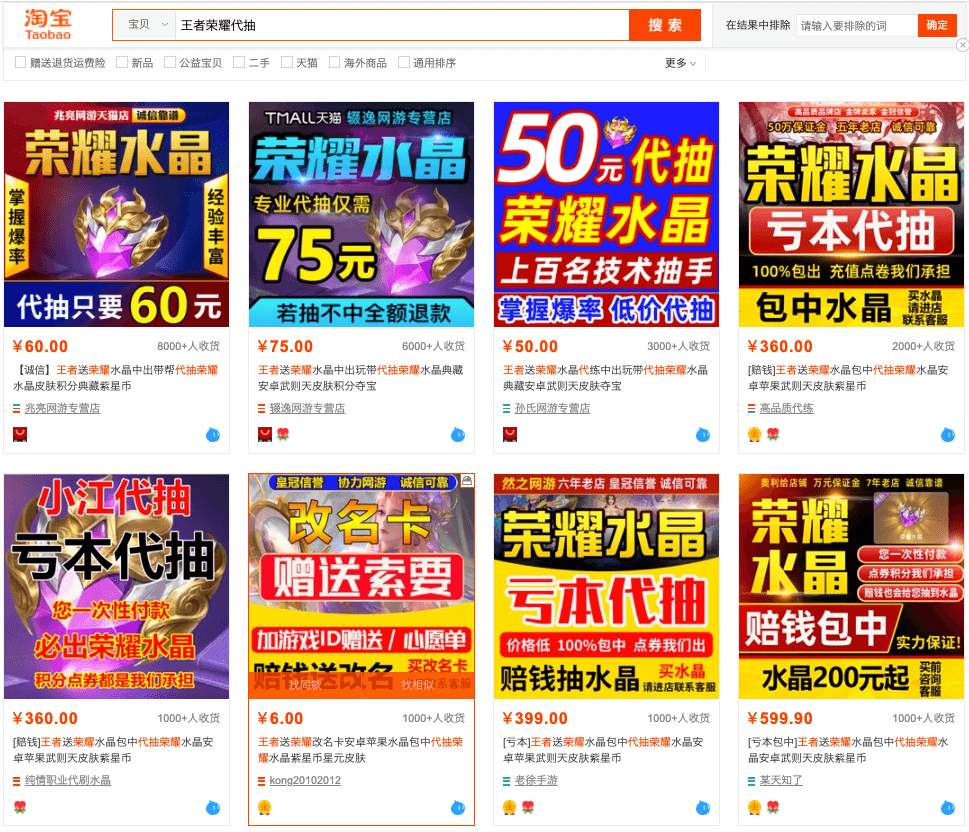 淘宝
Taobao
宝贝
王者荣耀代抽
搜 索
在结果中排除
请输入要排除的词
确定
赠送退货运费险
新品
公益宝贝
二手
天猫
海外商品
通用排序
更多
兆亮网游天猫店 诚信靠谱
荣耀水晶
掌握爆率
经验丰富
代抽只要60元
¥60.00
8000+人收货
【诚信】王者送荣耀水晶中出带帮代抽荣耀
水晶皮肤积分典藏紫星币
兆亮网游专营店
TMALL天猫 辍逸网游专营店
荣耀水晶
专业代抽仅需
75元
若抽不中全额退款
¥75.00
6000+人收货
王者送荣耀水晶中出玩带代抽荣耀水晶典藏
安卓武则天皮肤积分夺宝
辍逸网游专营店
50元代抽
荣耀水晶
上百名技术抽手
掌握爆率 低价代抽
¥50.00
3000+人收货
王者送荣耀水晶代练中出玩带代抽荣耀水晶
典藏安卓武则天皮肤夺宝
孙氏网游专营店
高品质品牌店 金牌卖家 金冠信誉
50万保证金 五年老店 诚信可靠
荣耀水晶
亏本代抽
100%包出 充值点卷我们承担
包中水晶
买水晶
请进店
联系客服
¥360.00
2000+人收货
[赔钱]王者送荣耀水晶包中代抽荣耀水晶安
卓苹果武则天皮肤紫星币
高品质代练
小江代抽
亏本代抽
您一次性付款
必出荣耀水晶
积分点券都是我们承担
¥360.00
1000+人收货
[赔钱]王者送荣耀水晶包中代抽荣耀水晶安
卓苹果武则天皮肤紫星币
纯情职业代刷水晶
皇冠信誉 协力网游 诚信可靠
改名卡
赠送索要
加游戏ID赠送 / 心愿单
赔钱送改名
买改名卡
联系客服
找同款
找相似
¥6.00
1000+人收货
王者送荣耀改名卡安卓苹果水晶包中代抽荣
耀水晶紫星币星元皮肤
kong20102012
然之网游 六年老店 皇冠信誉 诚信可靠
荣耀水晶
亏本代抽
价格低 100%包中 点券我们出
赔钱抽水晶
买水晶
请进店联系客服
¥399.00
1000+人收货
[亏本]王者送荣耀水晶包中代抽荣耀水晶安
卓苹果武则天皮肤紫星币
老徐手游
奥利给店铺 万元保证金 7年老店 诚信靠谱
荣耀
水晶
荣耀水晶
您一次性付款
点券积分我们承担
赔钱也会给您抽到水晶
赔钱包中
实力保证!
水晶200元起
买前
咨询
客服
¥599.90
1000+人收货
[亏本包中]王者送荣耀水晶包中代抽荣耀水
晶安卓武则天皮肤紫星币
某天知了